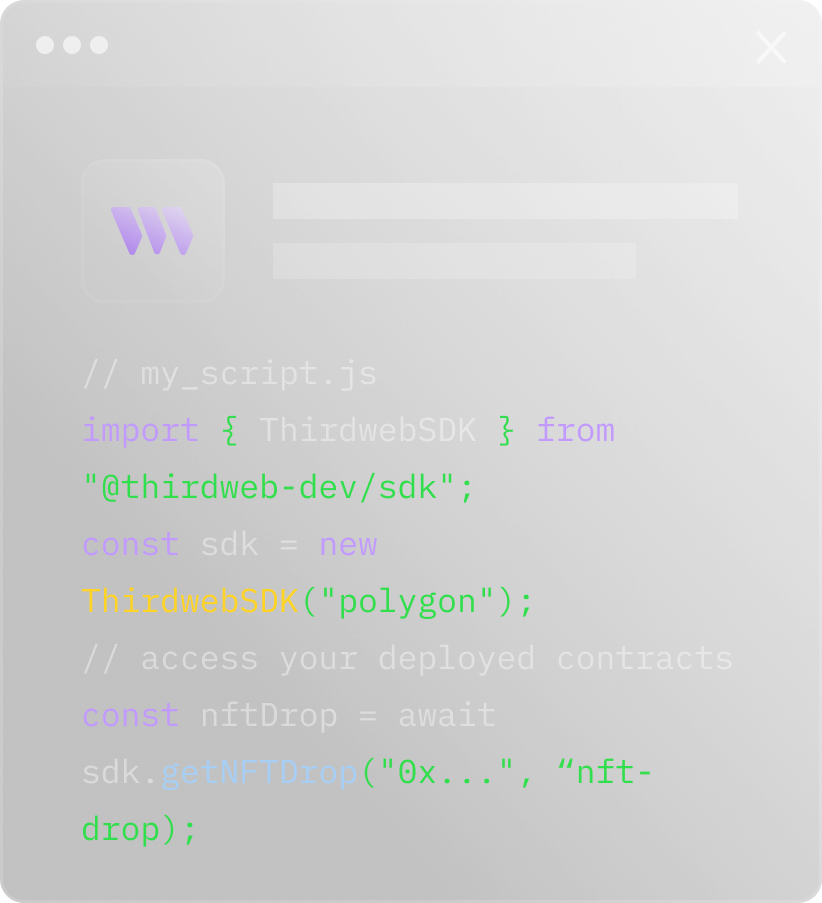 // my_script.js
import { ThirdwebSDK } from
"@thirdweb-dev/sdk";
const sdk = new
ThirdwebSDK("polygon");
// access your deployed contracts
const nftDrop = await
sdk.getNFTDrop("0x...", “nft-
drop);